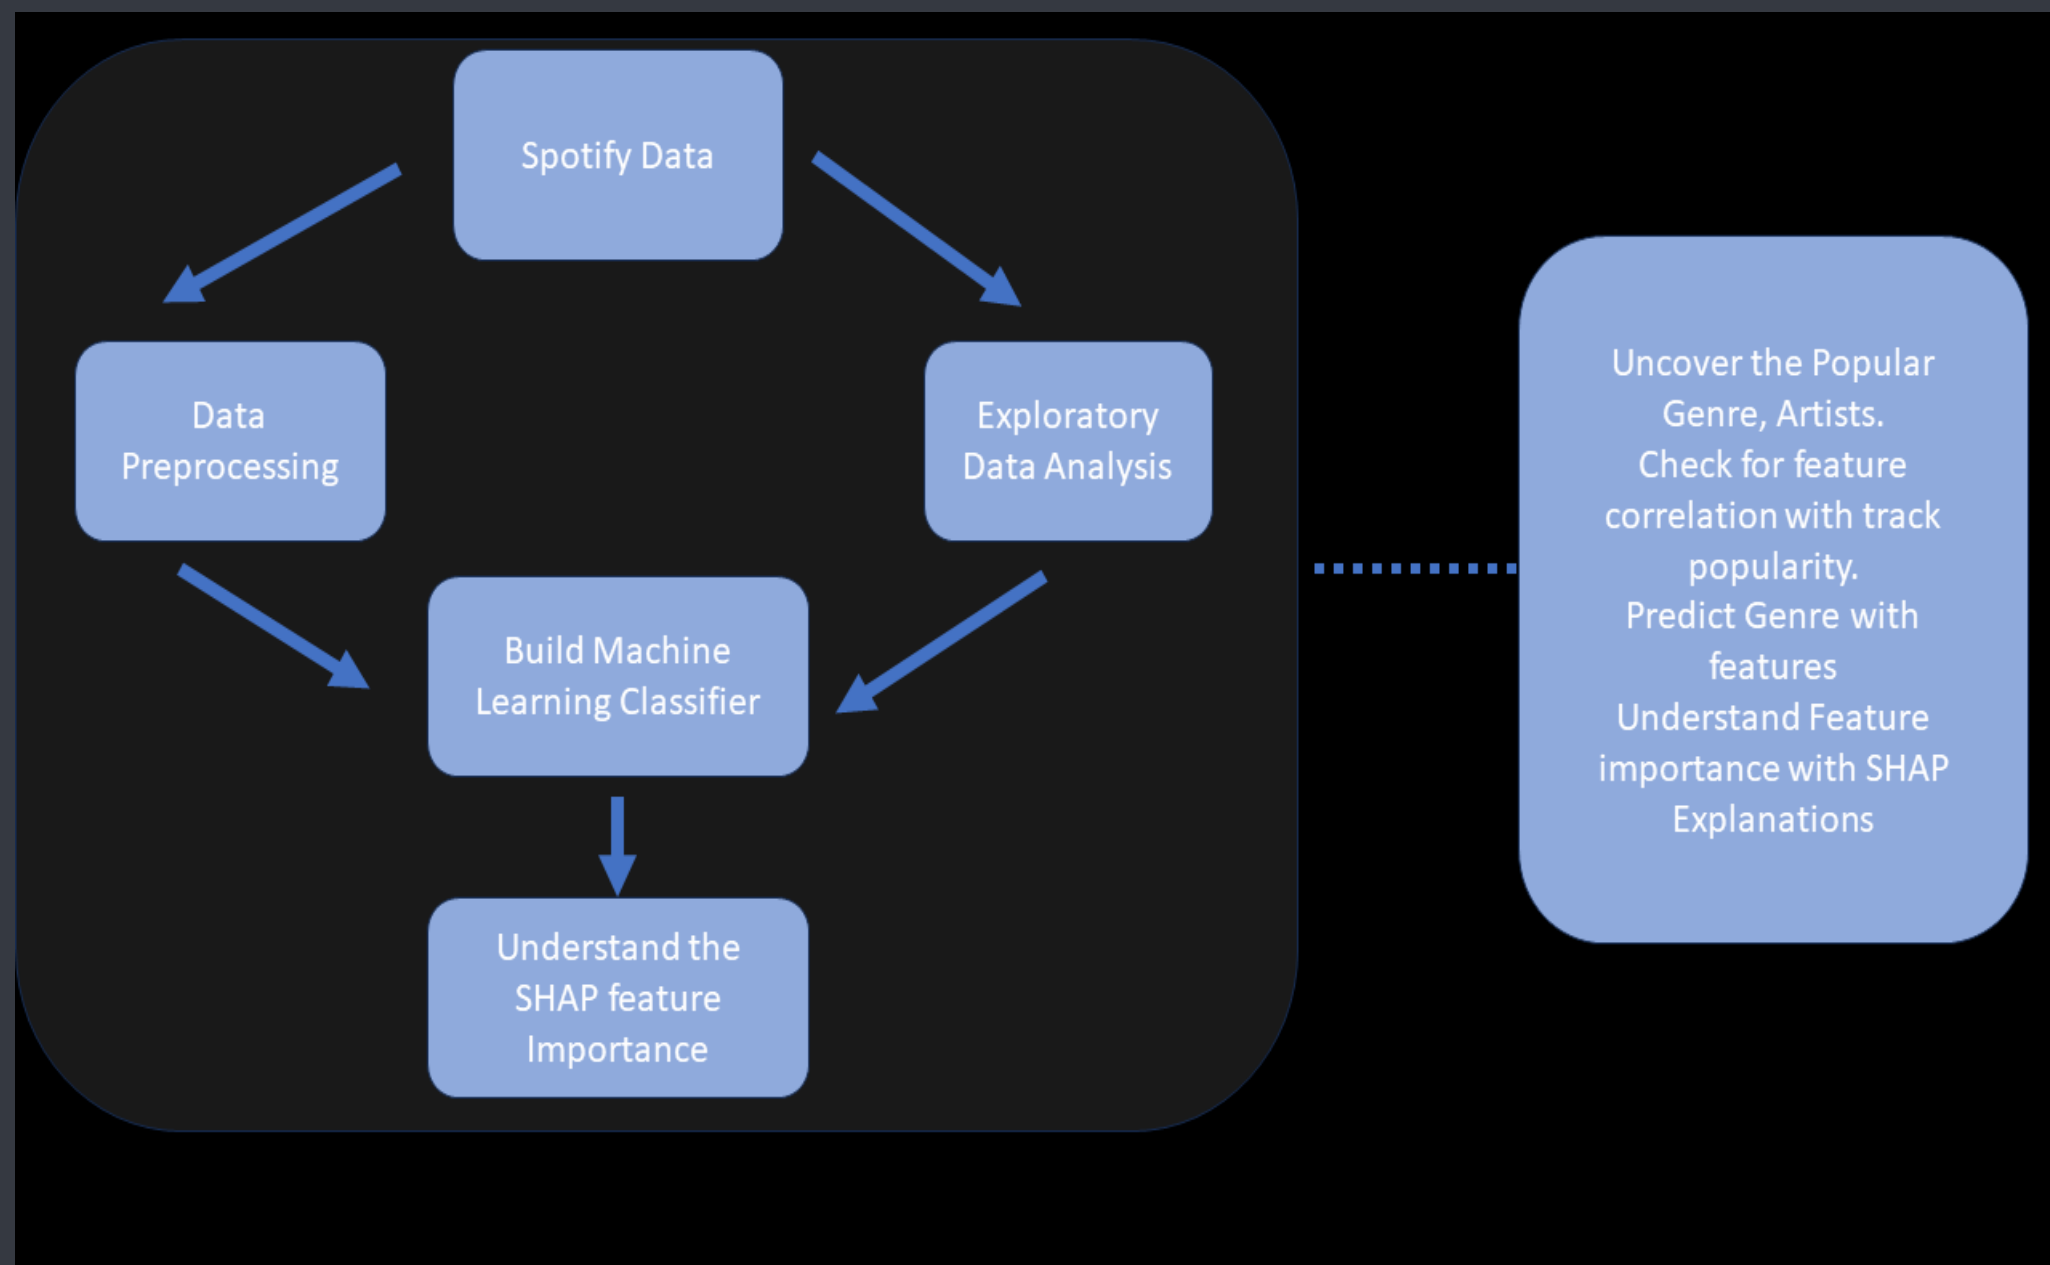 Spotify Data
Data
Preprocessing
Exploratory
Data Analysis
Build Machine
Learning Classifier
Understand the
SHAP feature
Importance
Uncover the Popular
Genre, Artists.
Check for feature
correlation with track
popularity.
Predict Genre with
features
Understand Feature
importance with SHAP
Explanations